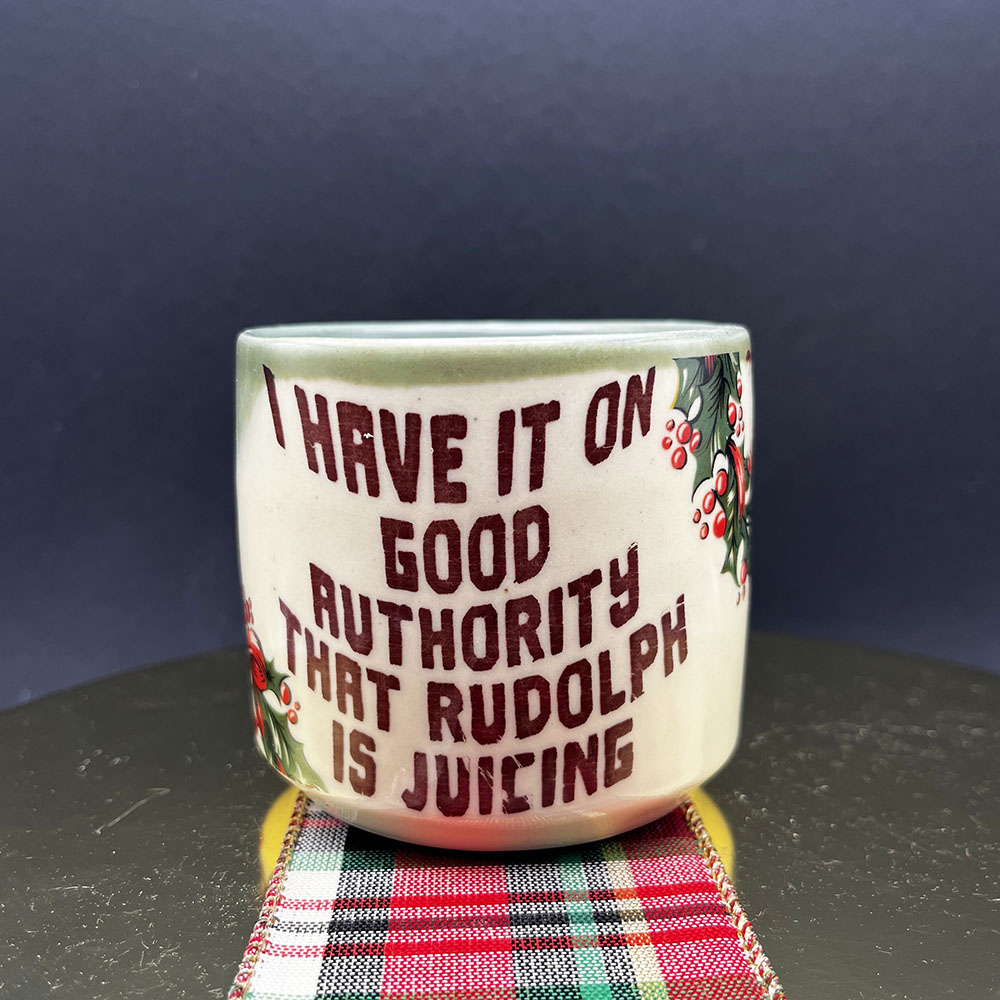 I HAVE IT ON
GOOD
AUTHORITY
THAT RUDOLPH
IS JUICING